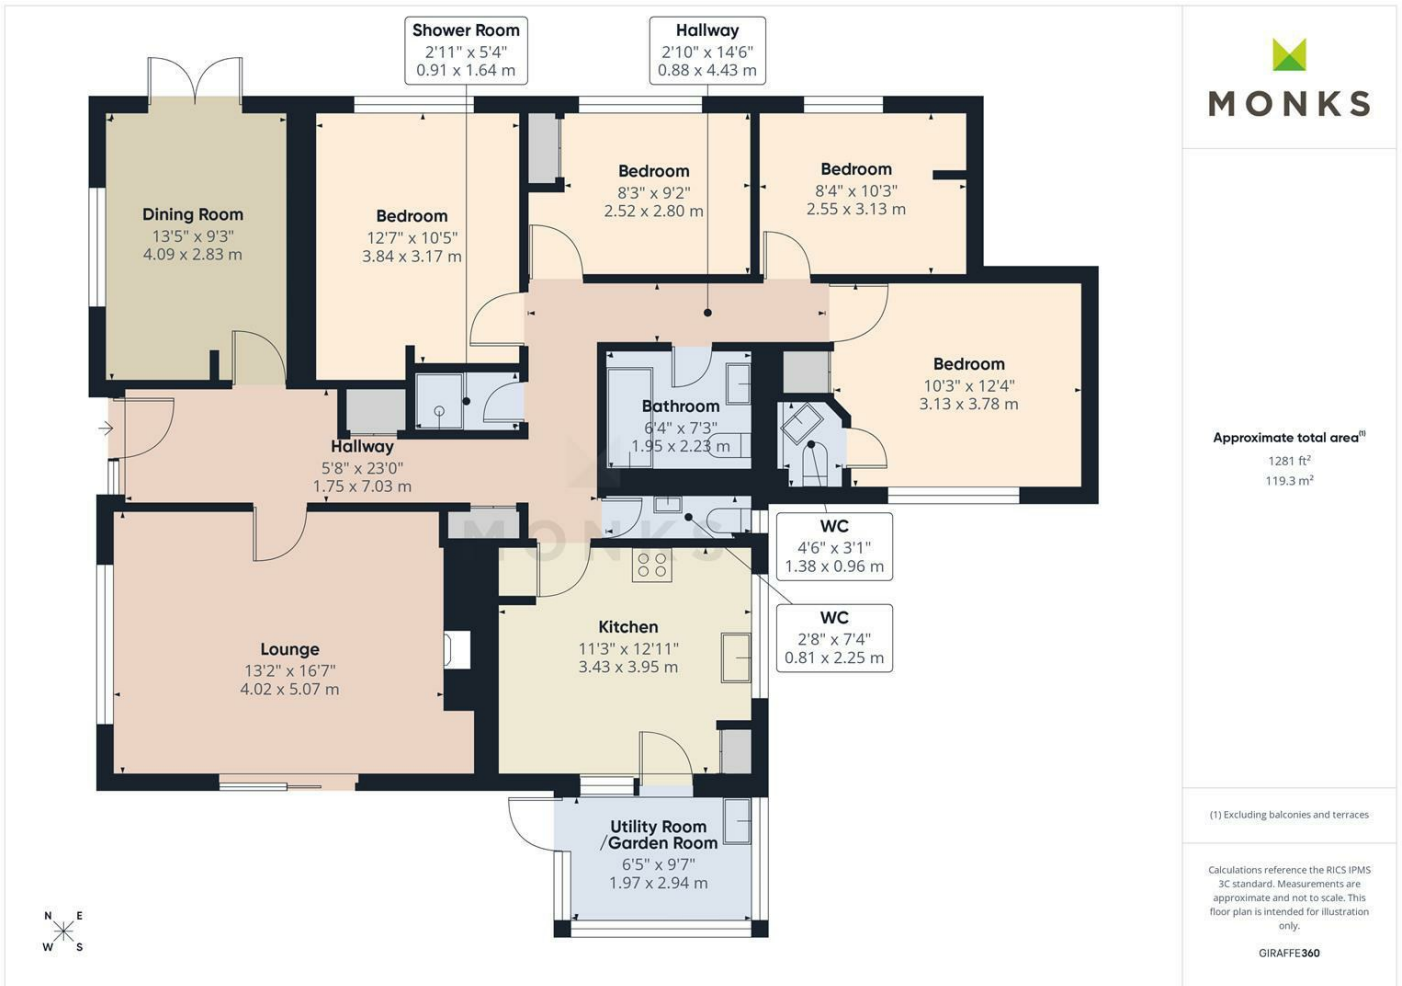 Shower Room
2'11" x 5'4"
0.91 x 1.64 m
Hallway
2'10" x 14'6"
0.88 x 4.43 m
MONKS
Dining Room
13'5" x 9'3"
4.09 x 2.83 m
Bedroom
12'7" x 10'5"
3.84 x 3.17 m
Bedroom
8'3" x 9'2"
2.52 x 2.80 m
Bedroom
8'4" x 10'3"
2.55 x 3.13 m
Bedroom
10'3" x 12'4"
3.13 x 3.78 m
Bathroom
6'4" x 7'3"
1.95 x 2.23 m
Hallway
5'8" x 23'0"
1.75 x 7.03 m
MONKS
WC
4'6" x 3'1"
1.38 x 0.96 m
WC
2'8" x 7'4"
0.81 x 2.25 m
Lounge
13'2" x 16'7"
4.02 x 5.07 m
Kitchen
11'3" x 12'11"
3.43 x 3.95 m
Utility Room
/Garden Room
6'5" x 9'7"
1.97 x 2.94 m
N E
W S
Approximate total area(1)
1281 ft²
119.3 m²
(1) Excluding balconies and terraces
Calculations reference the RICS IPMS
3C standard. Measurements are
approximate and not to scale. This
floor plan is intended for illustration
only.
GIRAFFE360